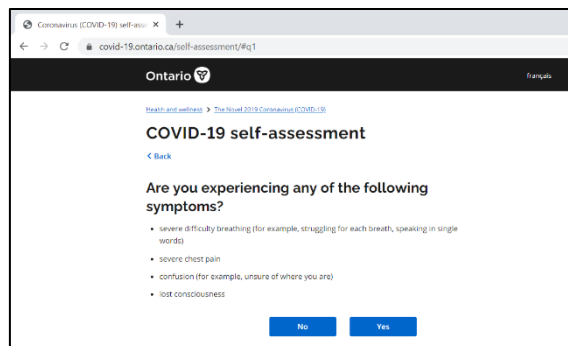 Coronavirus (COVID-19) self-asse
covid-19.ontario.ca/self-assessment/#q1
Ontario
français
Health and wellness > The Novel 2019 Coronavirus (COVID-19)
COVID-19 self-assessment
< Back
Are you experiencing any of the following
symptoms?
• severe difficulty breathing (for example, struggling for each breath, speaking in single
words)
• severe chest pain
• confusion (for example, unsure of where you are)
• lost consciousness
No Yes